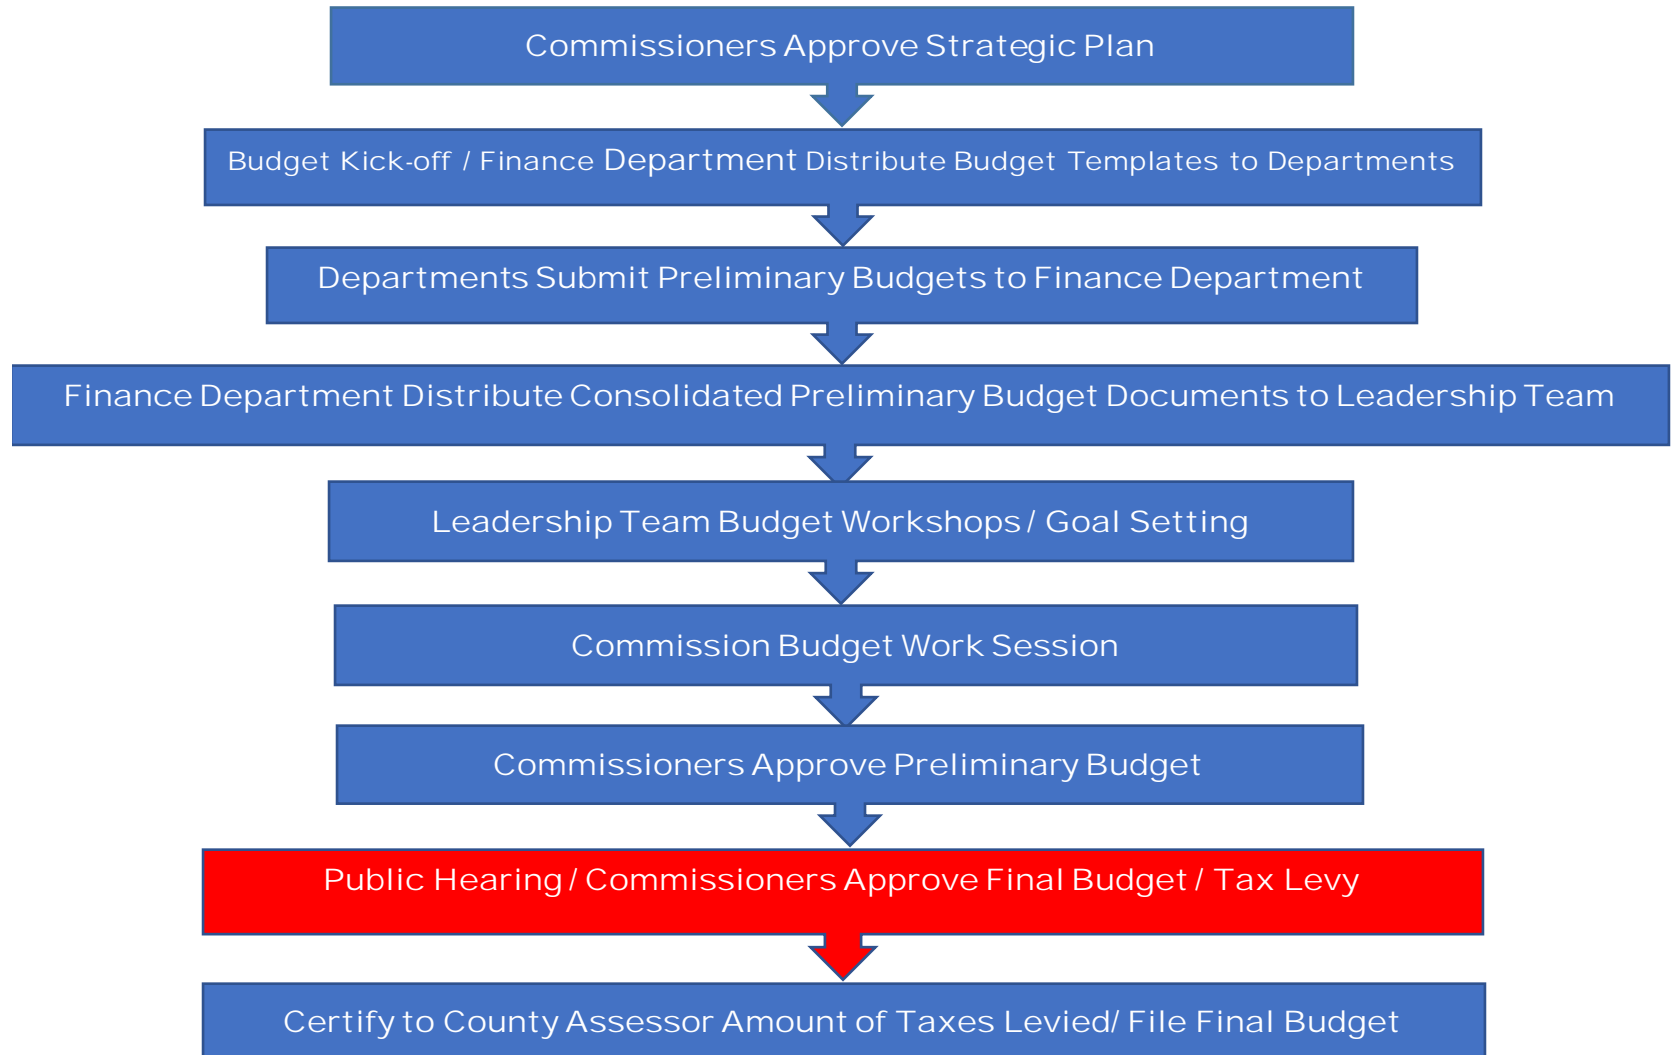 Commissioners Approve Strategic Plan
Budget Kick-off / Finance Department Distribute Budget Templates to Departments
Departments Submit Preliminary Budgets to Finance Department
Finance Department Distribute Consolidated Preliminary Budget Documents to Leadership Team
Leadership Team Budget Workshops / Goal Setting
Commission Budget Work Session
Commissioners Approve Preliminary Budget
Public Hearing / Commissioners Approve Final Budget / Tax Levy
Certify to County Assessor Amount of Taxes Levied/ File Final Budget